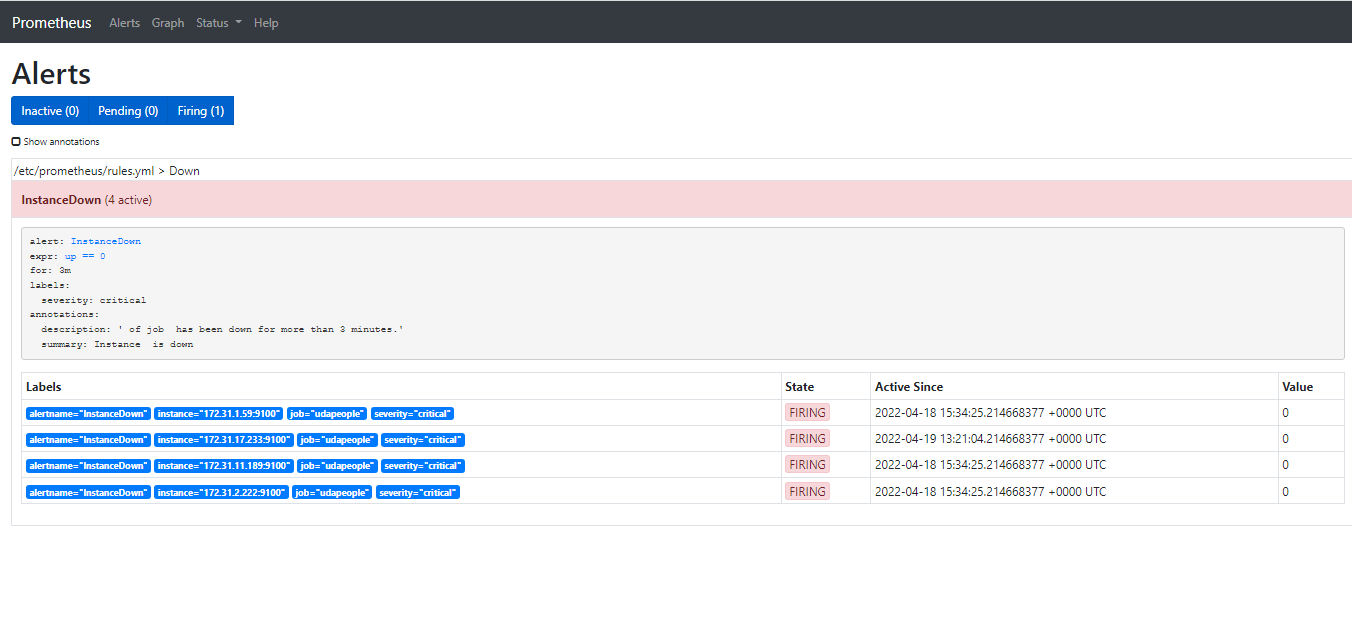 Prometheus Alerts Graph Status Help
Alerts
Inactive (0) Pending (0) Firing (1)
Show annotations
/etc/prometheus/rules.yml > Down
InstanceDown (4 active)
alert: InstanceDown
expr: up == 0
for: 3m
labels:
severity: critical
annotations:
description: ' of job  has been down for more than 3 minutes.'
summary: Instance  is down
Labels State Active Since Value
alertname="InstanceDown" instance="172.31.1.59:9100" job="udapeople" severity="critical" FIRING 2022-04-18 15:34:25.214668377 +0000 UTC 0
alertname="InstanceDown" instance="172.31.17.233:9100" job="udapeople" severity="critical" FIRING 2022-04-19 13:21:04.214668377 +0000 UTC 0
alertname="InstanceDown" instance="172.31.11.189:9100" job="udapeople" severity="critical" FIRING 2022-04-18 15:34:25.214668377 +0000 UTC 0
alertname="InstanceDown" instance="172.31.2.222:9100" job="udapeople" severity="critical" FIRING 2022-04-18 15:34:25.214668377 +0000 UTC 0